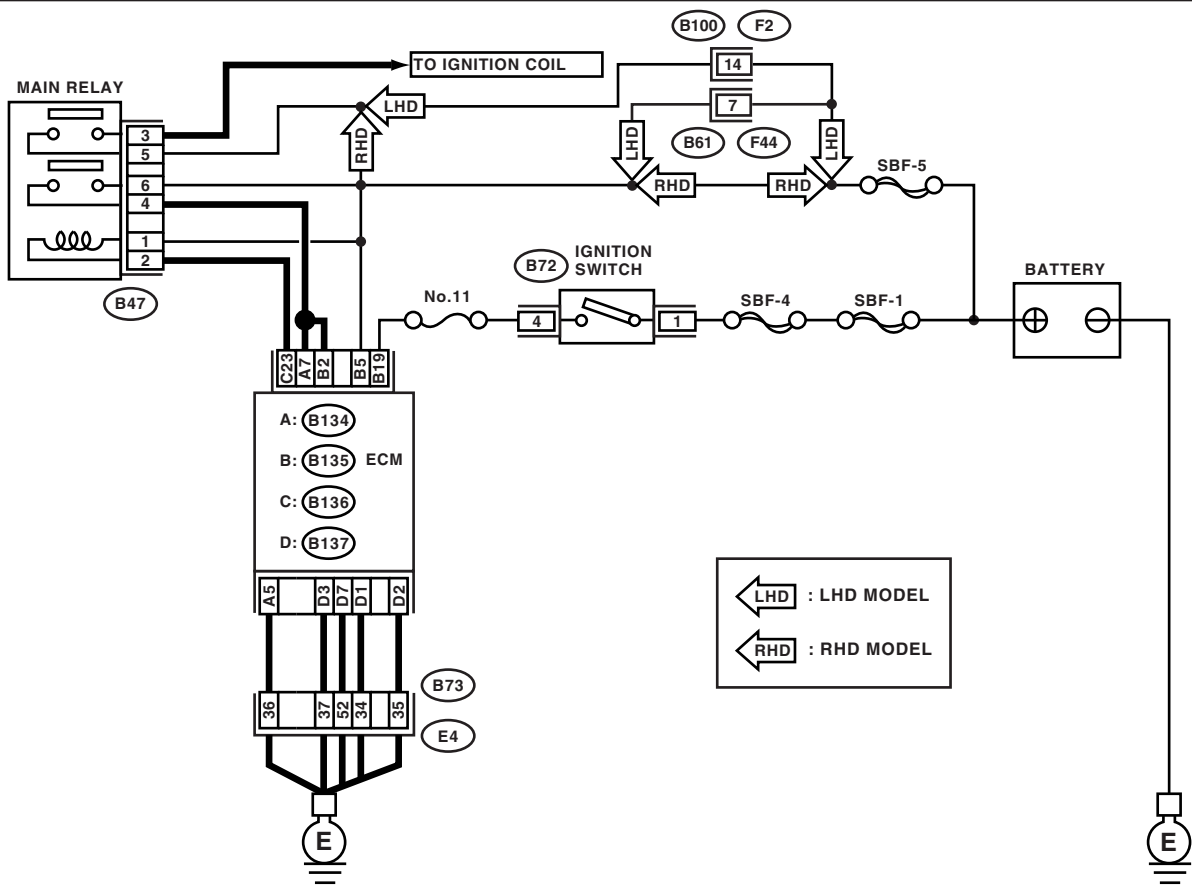 B100 F2
TO IGNITION COIL
14
MAIN RELAY
LHD
7
3
5
RHD
LHD
LHD
B61 F44
SBF-5
6
RHD
RHD
4
1
2
B47
B72
IGNITION
SWITCH
BATTERY
No.11
4
1
SBF-4
SBF-1
C23
A7
B2
B5
B19
A: B134
B: B135
ECM
C: B136
D: B137
A5
D3
D7
D1
D2
LHD : LHD MODEL
RHD : RHD MODEL
B73
36
37
52
34
35
E4
E
E